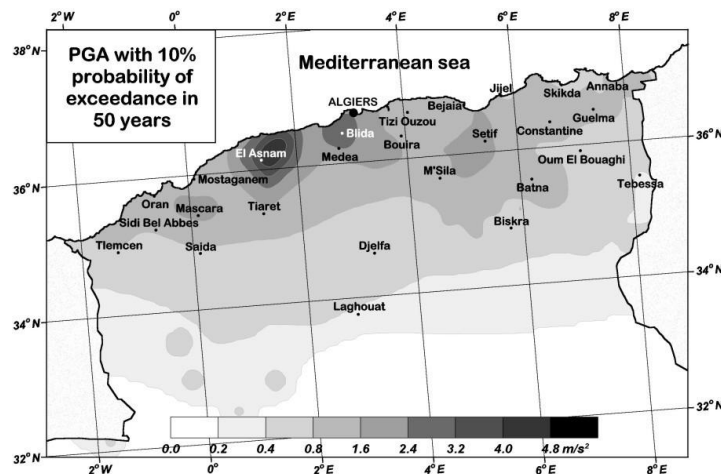 2°W 0° 2°E 4°E 6°E 8°E
38°N
38°N
PGA with 10%
probability of
exceedance in
50 years
Mediterranean sea
ALGIERS
Tizi Ouzou
Bejaia
Jijel
Skikda
Annaba
Blida
Bouira
Setif
Constantine
Guelma
El Asnam
Medea
Oum El Bouaghi
36°N
36°N
Mostaganem
M'Sila
Batna
Tebessa
Oran
Mascara
Tiaret
Biskra
Sidi Bel Abbes
Tlemcen
Saida
Djelfa
34°N
34°N
Laghouat
32°N
32°N
0.0 0.2 0.4 0.8 1.6 2.4 3.2 4.0 4.8 m/s²
2°W 0° 2°E 4°E 6°E 8°E